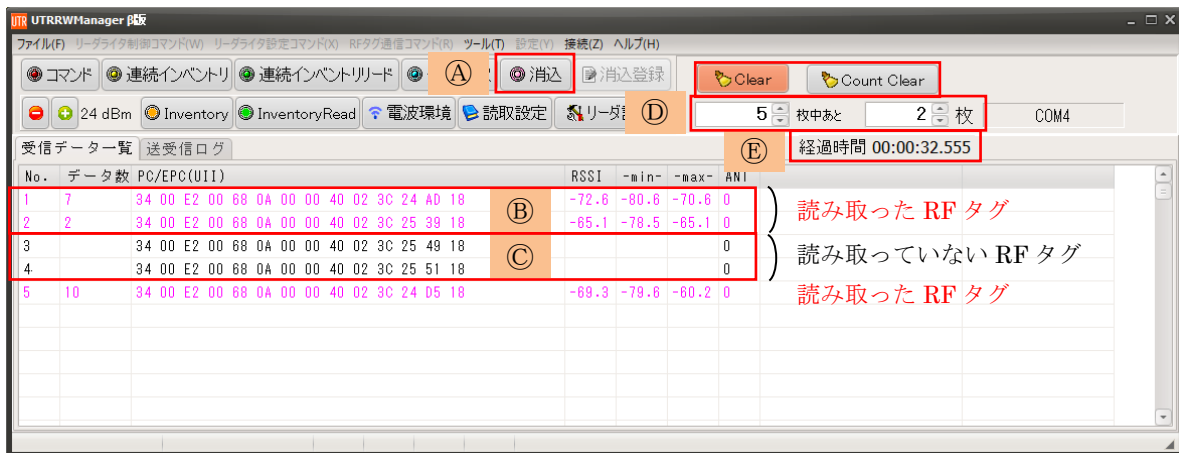 UTR UTRRWManager β版
ファイル(F) リーダライタ制御コマンド(W) リーダライタ設定コマンド(X) RFタグ通信コマンド(R) ツール(T) 設定(Y) 接続(Z) ヘルプ(H)
コマンド 連続インベントリ 連続インベントリリード Ⓐ 消込 消込登録 Clear Count Clear
24 dBm Inventory InventoryRead 電波環境 読取設定 リーダ Ⓓ 5 枚中あと 2 枚 COM4
受信データ一覧 送受信ログ Ⓔ 経過時間 00:00:32.555
No. データ数 PC/EPC(UII) RSSI -min- -max- ANT
1 7 34 00 E2 00 68 0A 00 00 40 02 3C 24 AD 18 -72.6 -80.6 -70.6 0
Ⓑ 読み取った RF タグ
2 2 34 00 E2 00 68 0A 00 00 40 02 3C 25 39 18 -65.1 -78.5 -65.1 0
3 34 00 E2 00 68 0A 00 00 40 02 3C 25 49 18 0
Ⓒ 読み取っていない RF タグ
4 34 00 E2 00 68 0A 00 00 40 02 3C 25 51 18 0
5 10 34 00 E2 00 68 0A 00 00 40 02 3C 24 D5 18 -69.3 -79.6 -60.2 0 読み取った RF タグ